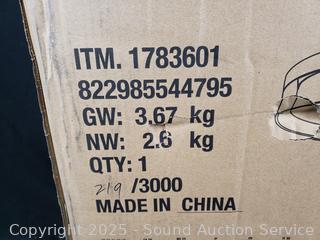 ITM. 1783601
822985544795
GW: 3.67 kg
NW: 2.6 kg
QTY: 1
219 /3000
MADE IN CHINA
Copyright 2025 - Sound Auction Service